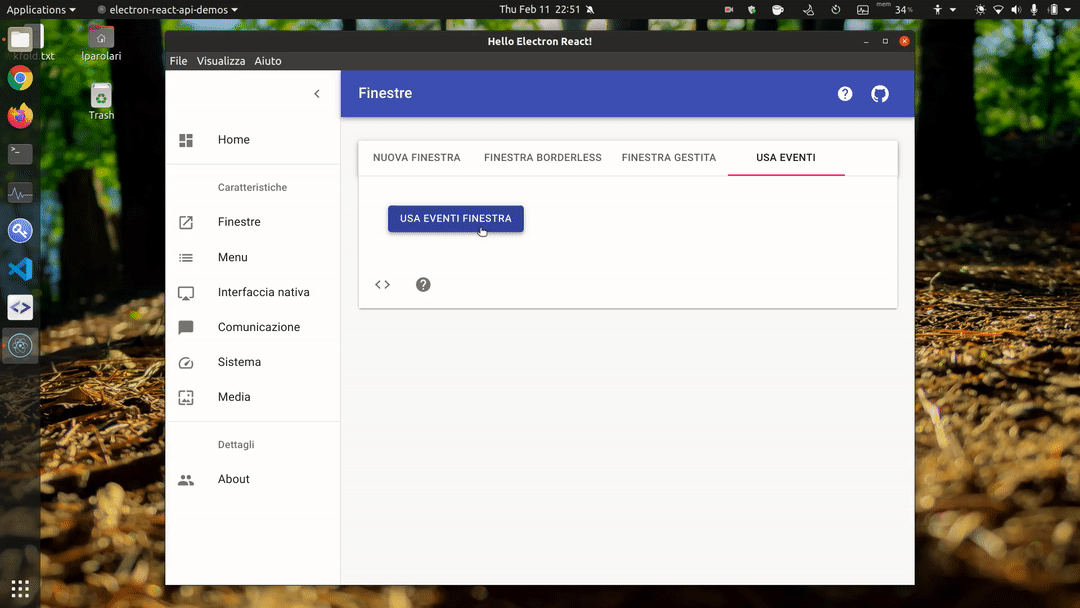 Applications
electron-react-api-demos
Thu Feb 11 22:51
mem 34%
kfold.txt
lparolari
Trash
Hello Electron React!
File Visualizza Aiuto
Finestre
Home
Caratteristiche
Finestre
Menu
Interfaccia nativa
Comunicazione
Sistema
Media
Dettagli
About
NUOVA FINESTRA FINESTRA BORDERLESS FINESTRA GESTITA USA EVENTI
USA EVENTI FINESTRA